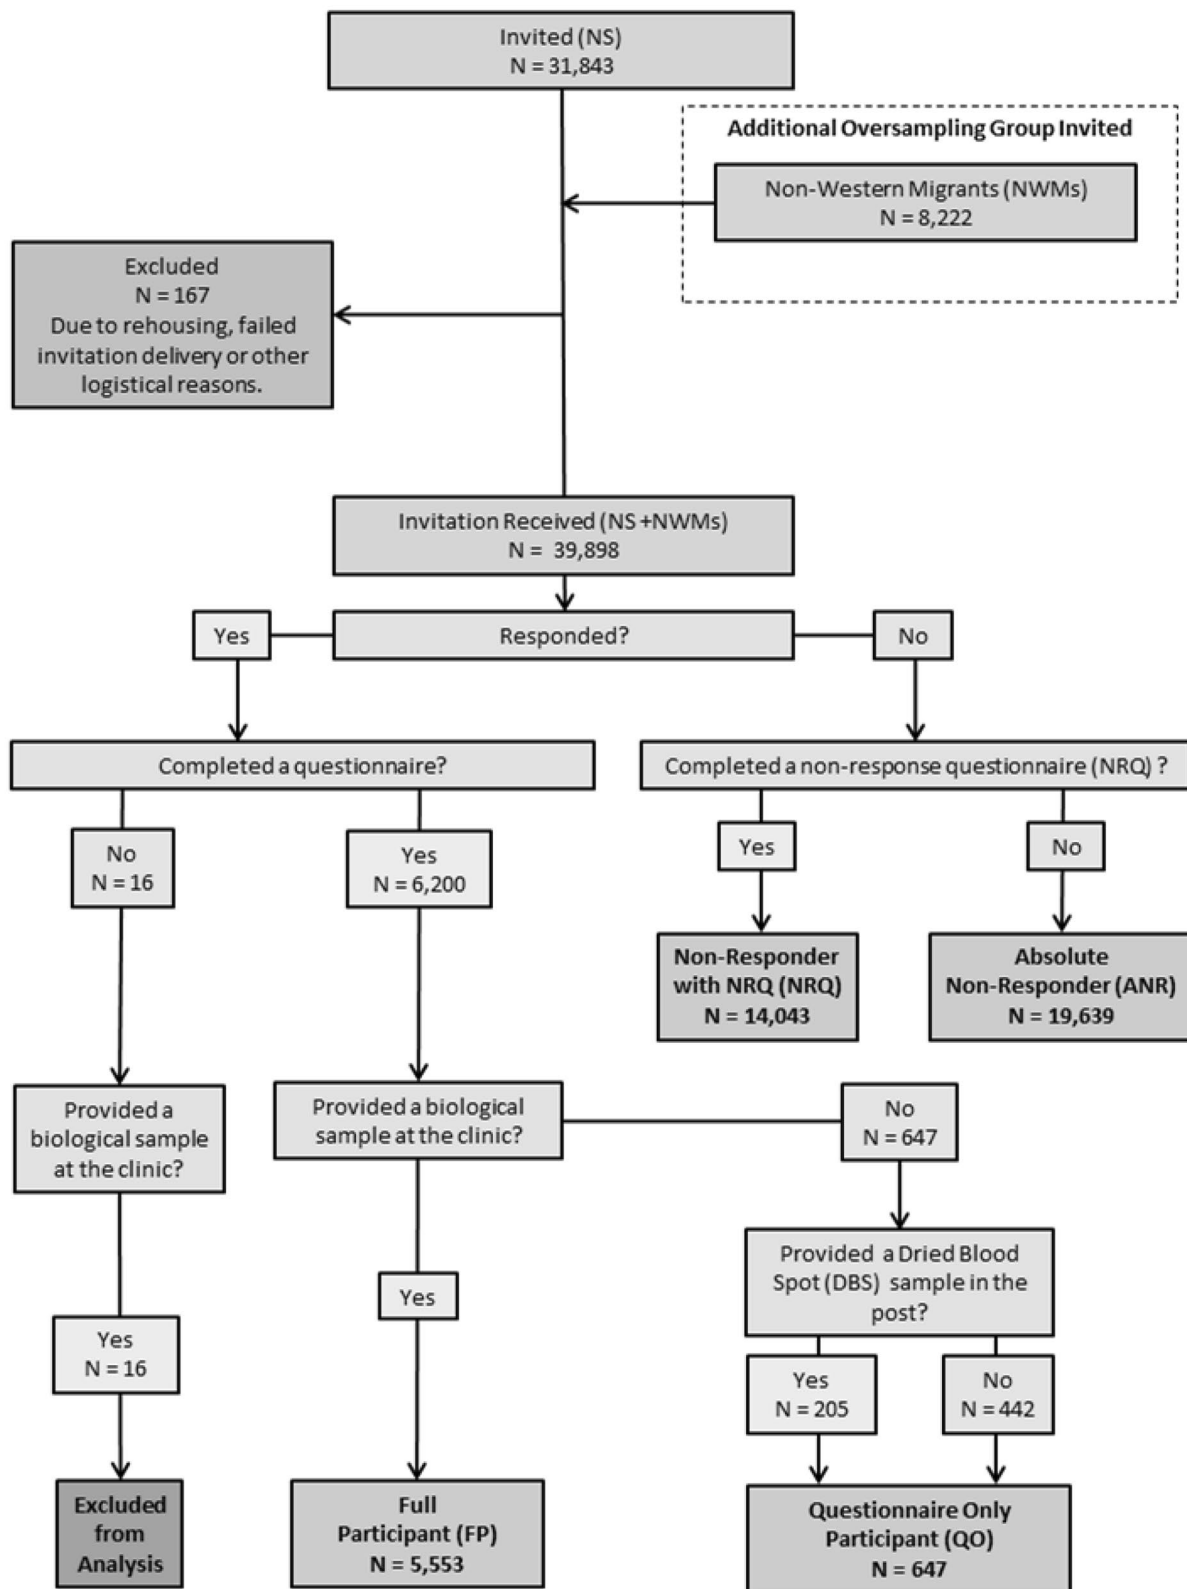 Invited (NS)
N = 31,843
Additional Oversampling Group Invited
Non-Western Migrants (NWMs)
N = 8,222
Excluded
N = 167
Due to rehousing, failed
invitation delivery or other
logistical reasons.
Invitation Received (NS +NWMs)
N = 39,898
Yes
Responded?
No
Completed a questionnaire?
Completed a non-response questionnaire (NRQ) ?
No
N = 16
Yes
N = 6,200
Yes
No
Non-Responder
with NRQ (NRQ)
N = 14,043
Absolute
Non-Responder (ANR)
N = 19,639
Provided a
biological sample
at the clinic?
Provided a biological
sample at the clinic?
No
N = 647
Provided a Dried Blood
Spot (DBS) sample in the
post?
Yes
Yes
N = 16
Yes
N = 205
No
N = 442
Excluded
from
Analysis
Full
Participant (FP)
N = 5,553
Questionnaire Only
Participant (QO)
N = 647